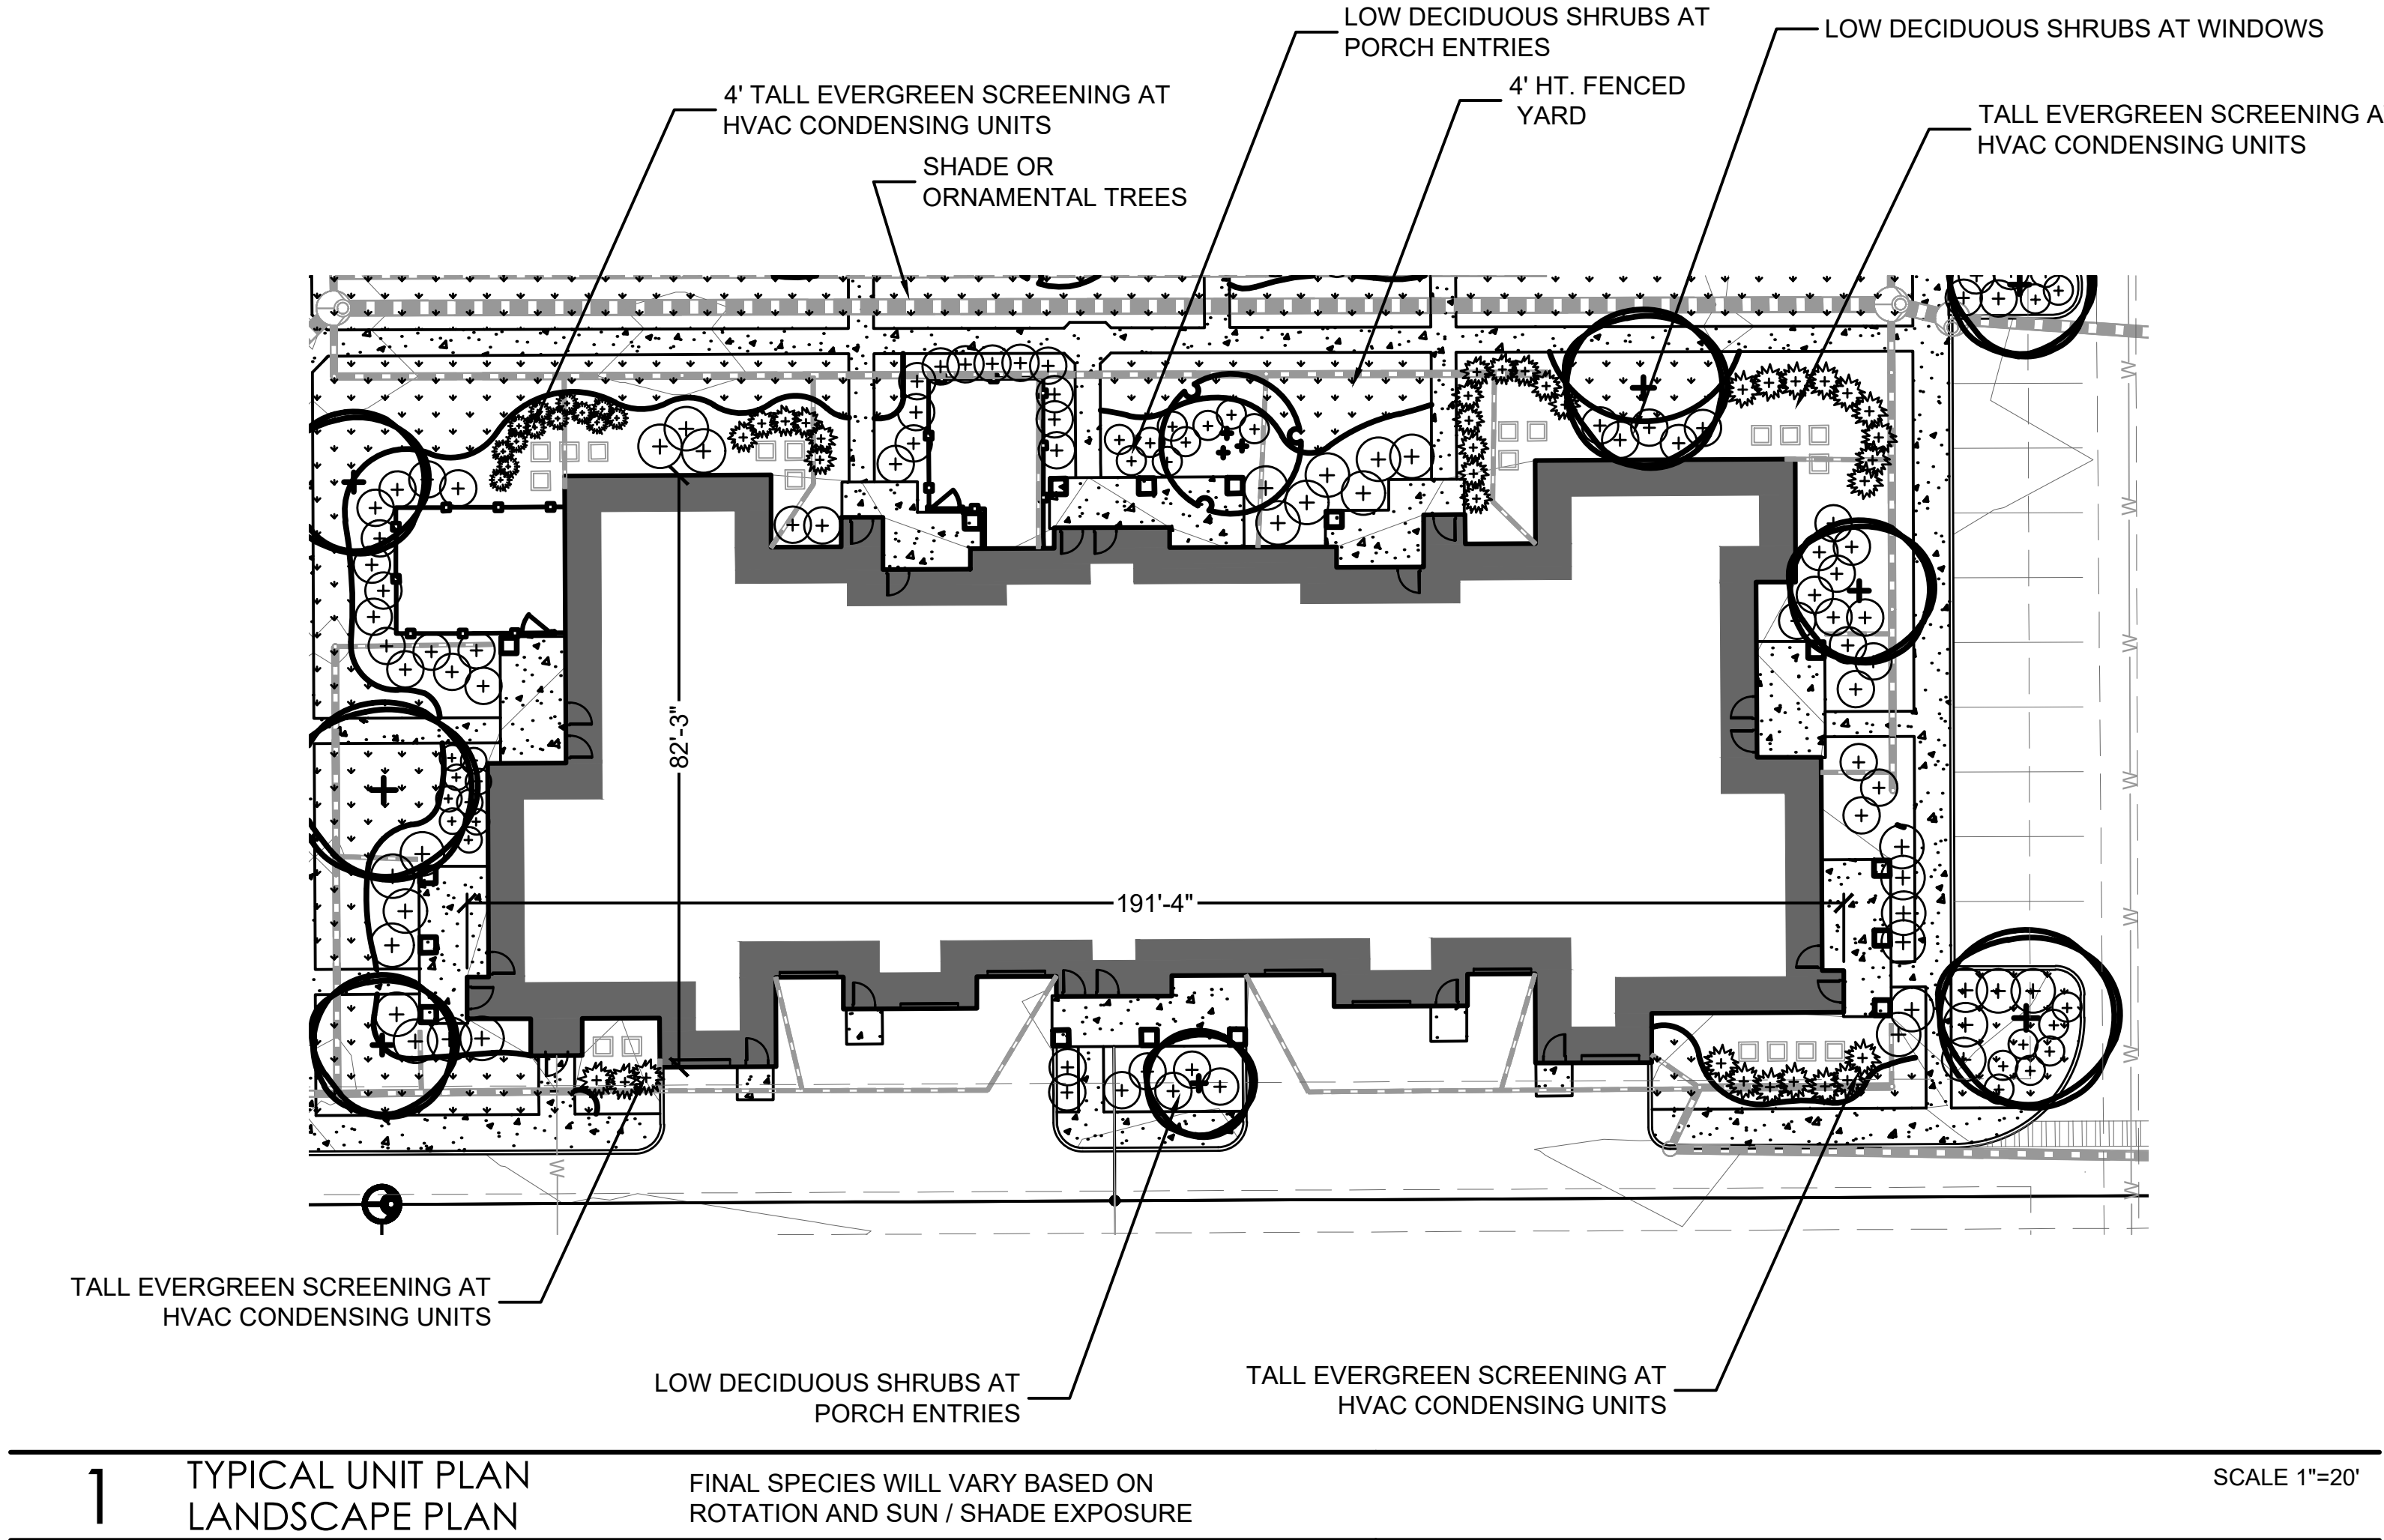 LOW DECIDUOUS SHRUBS AT
PORCH ENTRIES
LOW DECIDUOUS SHRUBS AT WINDOWS
4' HT. FENCED
YARD
4' TALL EVERGREEN SCREENING AT
HVAC CONDENSING UNITS
TALL EVERGREEN SCREENING A
HVAC CONDENSING UNITS
SHADE OR
ORNAMENTAL TREES
W
W
W
W
W
W
W
W
82'-3"
191'-4"
TALL EVERGREEN SCREENING AT
HVAC CONDENSING UNITS
LOW DECIDUOUS SHRUBS AT
PORCH ENTRIES
TALL EVERGREEN SCREENING AT
HVAC CONDENSING UNITS
1
TYPICAL UNIT PLAN
LANDSCAPE PLAN
FINAL SPECIES WILL VARY BASED ON
ROTATION AND SUN / SHADE EXPOSURE
SCALE 1"=20'